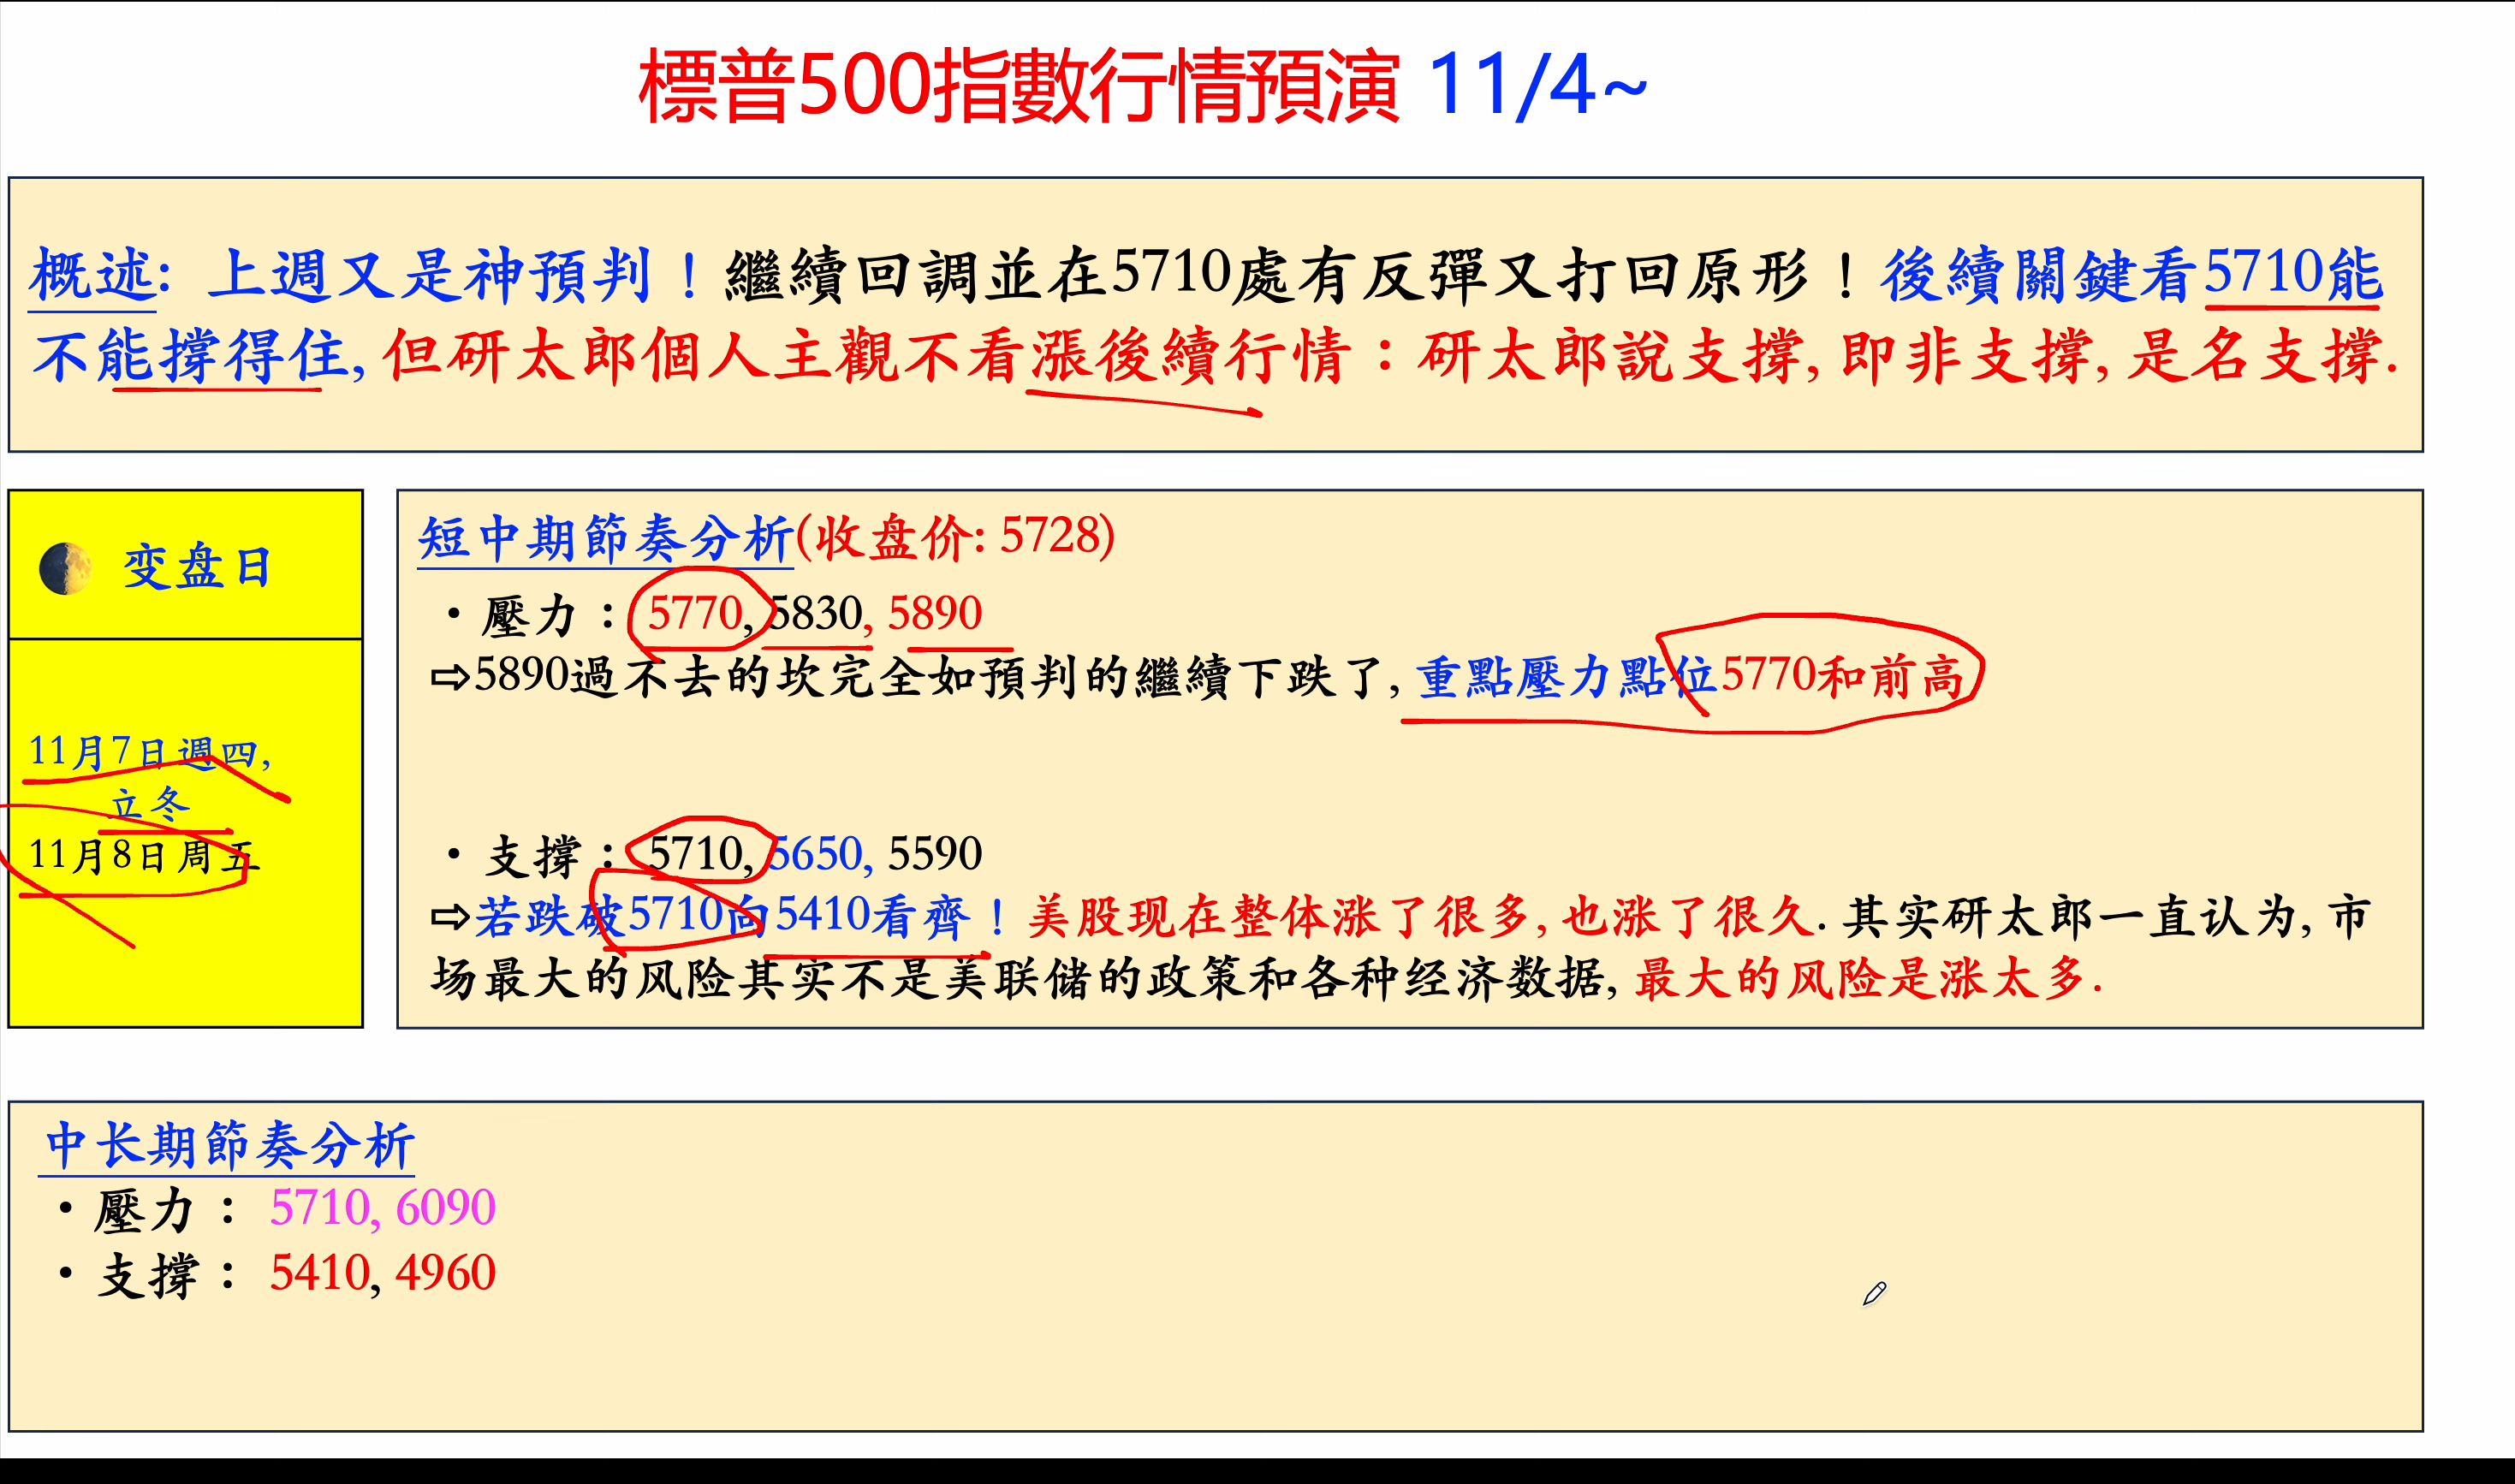 標普500指數行情預演 11/4~
概述: 上週又是神預判！繼續回調並在5710處有反彈又打回原形！後續關鍵看5710能
不能撐得住, 但研太郎個人主觀不看漲後續行情：研太郎說支撐, 即非支撐, 是名支撐.
变盘日
11月7日週四,
立冬
11月8日周五
短中期節奏分析(收盘价: 5728)
• 壓力： 5770, 5830, 5890
⇨5890過不去的坎完全如預判的繼續下跌了, 重點壓力點位5770和前高
• 支撐： 5710, 5650, 5590
⇨若跌破5710向5410看齊！美股现在整体涨了很多, 也涨了很久. 其实研太郎一直认为, 市
场最大的风险其实不是美联储的政策和各种经济数据, 最大的风险是涨太多.
中长期節奏分析
• 壓力： 5710, 6090
• 支撐： 5410, 4960